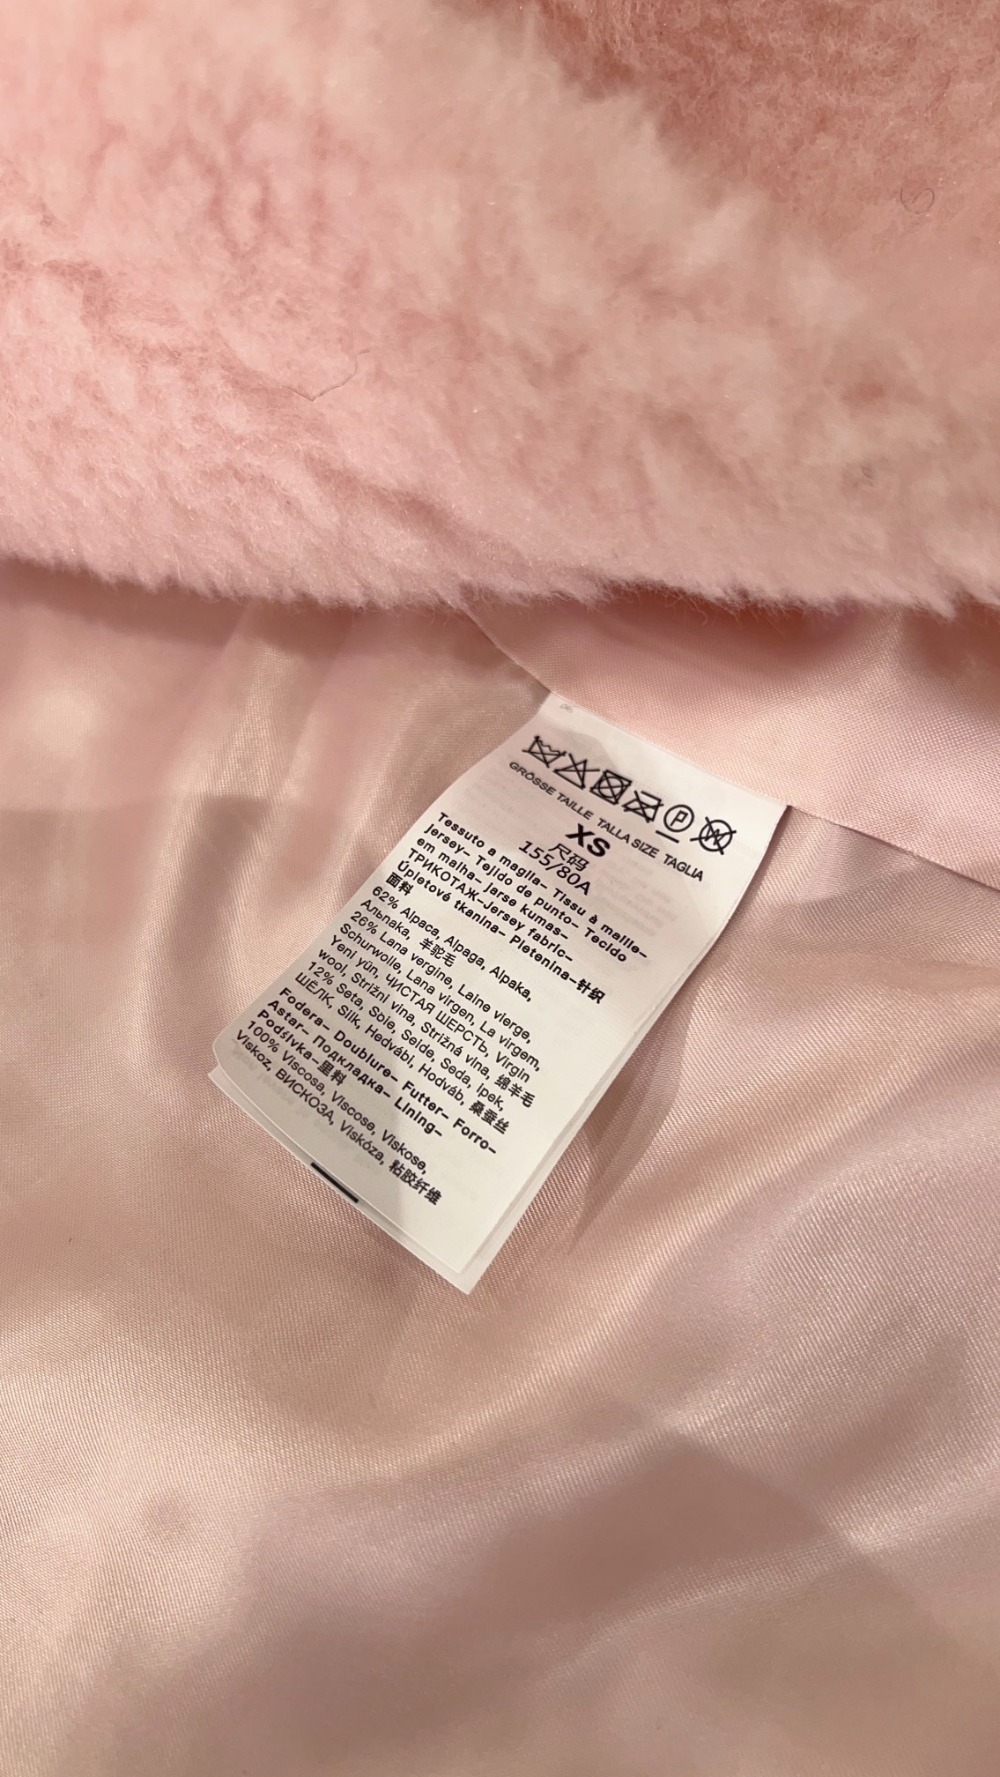 GRÖSSE TAILLE TALLA SIZE TAGLIA
XS
尺码
155/80A
Tessuto a maglia- Tissu à maille-
Jersey- Tejido de punto- Tecido
em malha- Jarse kumas-
ТРИКОТАЖ-Jersey fabric-
Úpletové tkanina- Pletenina-针织
面料
62% Alpaca, Alpaga, Alpaka,
Альпака, 羊驼毛
26% Lana vergine, Laine vierge,
Schurwolle, Lana virgen, La virgem,
Yeni yün, ЧИСТАЯ ШЕРСТЬ, Virgin
wool, Strižní vlna, Strižná vlna, 绵羊毛
12% Seta, Soie, Seide, Seda, Ipek,
ШЁЛК, Silk, Hedvábí, Hodváb, 桑蚕丝
Fodera- Doublure- Futter- Forro-
Astar- Подкладка- Lining-
Podšívka-里料
100% Viscosa, Viscose, Viskose,
Viskoz, ВИСКОЗА, Viskóza, 粘胶纤维